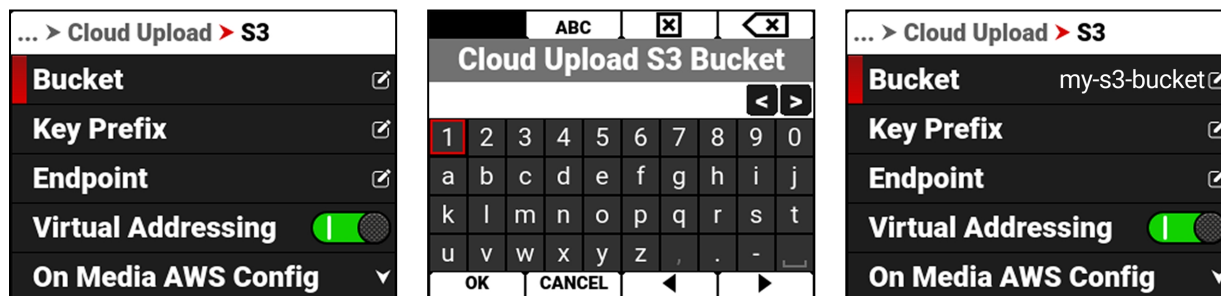 ... > Cloud Upload > S3
Bucket
Key Prefix
Endpoint
Virtual Addressing
On Media AWS Config
ABC
Cloud Upload S3 Bucket
< >
1 2 3 4 5 6 7 8 9 0
a b c d e f g h i j
k l m n o p q r s t
u v w x y z , . -
OK CANCEL
... > Cloud Upload > S3
Bucket my-s3-bucket
Key Prefix
Endpoint
Virtual Addressing
On Media AWS Config